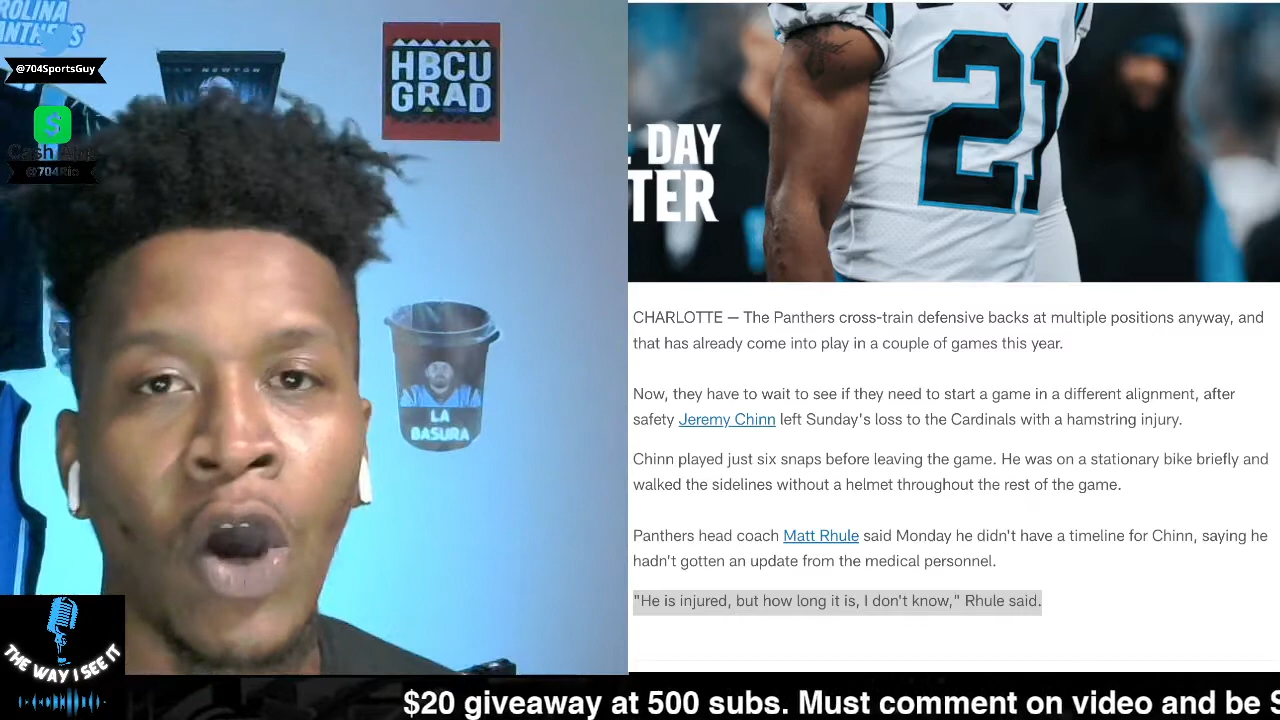 ROLINA
ANTHERS
@704SportsGuy
Cash
@704Ric
HBCU
GRAD
CAM NEWTON
LA
BASURA
THE WAY I SEE IT
E DAY
TER
21
CHARLOTTE — The Panthers cross-train defensive backs at multiple positions anyway, and
that has already come into play in a couple of games this year.
Now, they have to wait to see if they need to start a game in a different alignment, after
safety Jeremy Chinn left Sunday's loss to the Cardinals with a hamstring injury.
Chinn played just six snaps before leaving the game. He was on a stationary bike briefly and
walked the sidelines without a helmet throughout the rest of the game.
Panthers head coach Matt Rhule said Monday he didn't have a timeline for Chinn, saying he
hadn't gotten an update from the medical personnel.
"He is injured, but how long it is, I don't know," Rhule said.
$20 giveaway at 500 subs. Must comment on video and be S